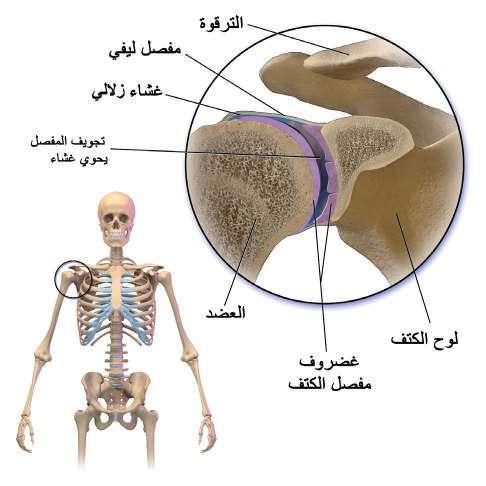 الترقوة
مفصل ليفي
غشاء زلالي
تجويف المفصل
يحوي غشاء
العضد
لوح الكتف
غضروف
مفصل الكتف